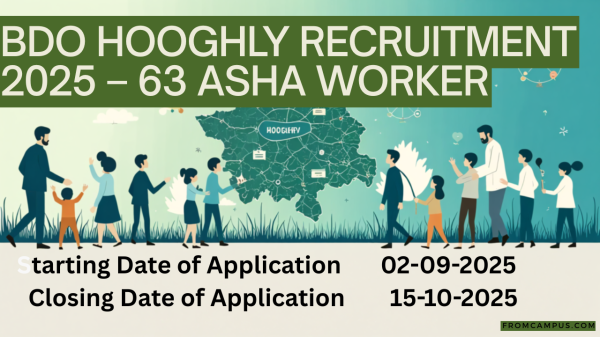 BDO HOOGHLY RECRUITMENT
2025 – 63 ASHA WORKER
HOOGHLY
Starting Date of Application 02-09-2025
Closing Date of Application 15-10-2025
FROMCAMPUS.COM